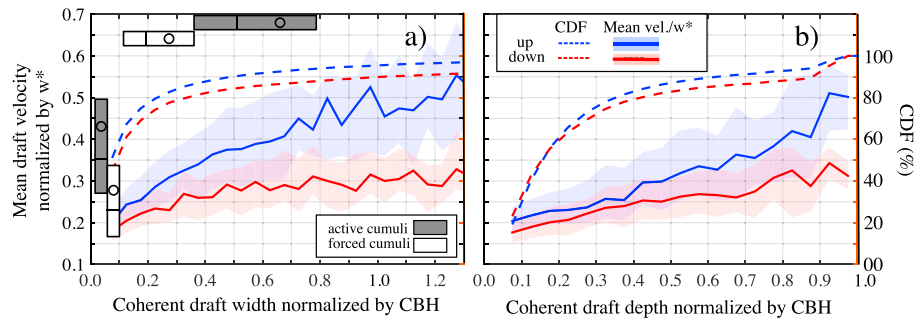 Mean draft velocity
normalized by w*
0.7
0.6
0.5
0.4
0.3
0.2
0.1
a)
active cumuli
forced cumuli
0.0 0.2 0.4 0.6 0.8 1.0 1.2
Coherent draft width normalized by CBH
CDF Mean vel./w*
up
down
b)
100
80
60
40
20
00
CDF (%)
0.1 0.2 0.3 0.4 0.5 0.6 0.7 0.8 0.9 1.0
Coherent draft depth normalized by CBH